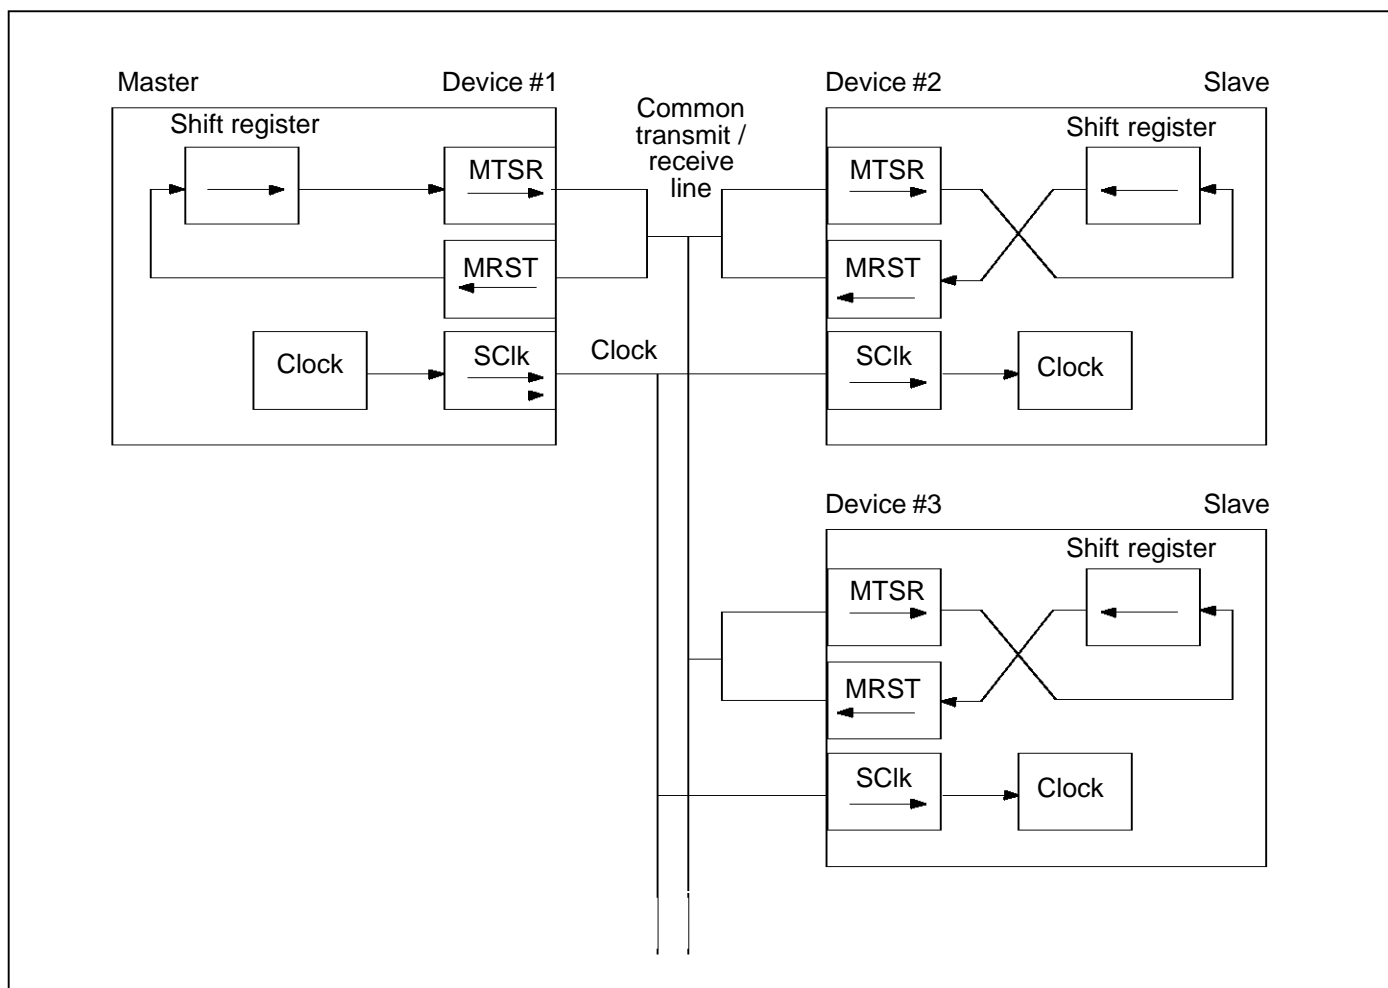 Master
Device #1
Shift register
MTSR
MRST
Clock
SClk
Common
transmit /
receive
line
Clock
Device #2
Slave
Shift register
MTSR
MRST
SClk
Clock
Device #3
Slave
Shift register
MTSR
MRST
SClk
Clock